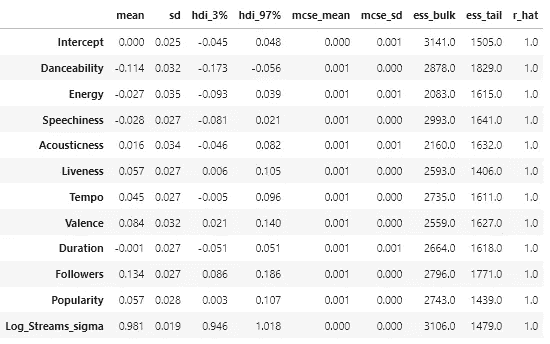 mean sd hdi_3% hdi_97% mcse_mean mcse_sd ess_bulk ess_tail r_hat
Intercept 0.000 0.025 -0.045 0.048 0.000 0.001 3141.0 1505.0 1.0
Danceability -0.114 0.032 -0.173 -0.056 0.001 0.000 2878.0 1829.0 1.0
Energy -0.027 0.035 -0.093 0.039 0.001 0.001 2083.0 1615.0 1.0
Speechiness -0.028 0.027 -0.081 0.021 0.001 0.000 2993.0 1641.0 1.0
Acousticness 0.016 0.034 -0.046 0.082 0.001 0.001 2160.0 1632.0 1.0
Liveness 0.057 0.027 0.006 0.105 0.001 0.000 2593.0 1406.0 1.0
Tempo 0.045 0.027 -0.005 0.096 0.001 0.000 2735.0 1611.0 1.0
Valence 0.084 0.032 0.021 0.140 0.001 0.000 2559.0 1627.0 1.0
Duration -0.001 0.027 -0.051 0.051 0.001 0.001 2664.0 1618.0 1.0
Followers 0.134 0.027 0.086 0.186 0.001 0.000 2796.0 1771.0 1.0
Popularity 0.057 0.028 0.003 0.107 0.001 0.000 2743.0 1439.0 1.0
Log_Streams_sigma 0.981 0.019 0.946 1.018 0.000 0.000 3106.0 1479.0 1.0